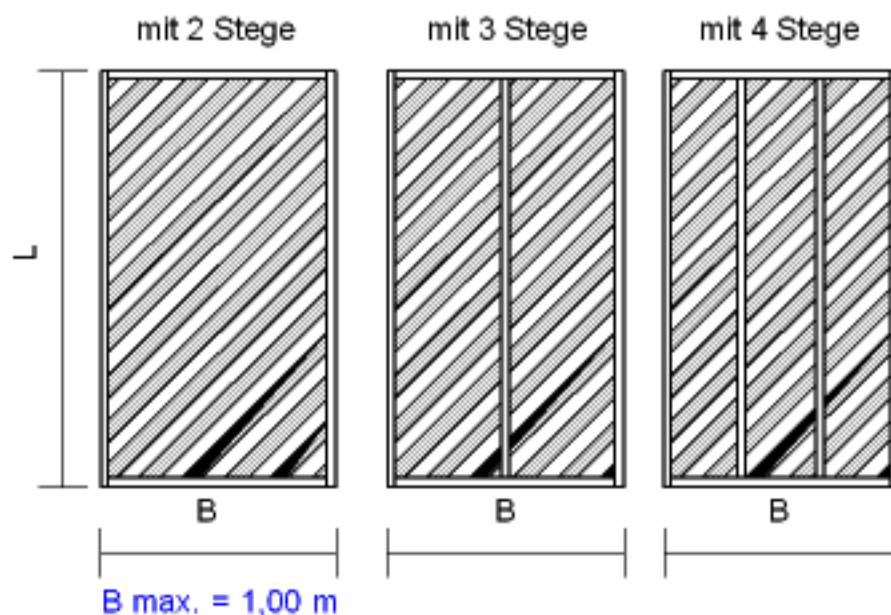 mit 2 Stege
mit 3 Stege
mit 4 Stege
L
B
B
B
B max. = 1,00 m